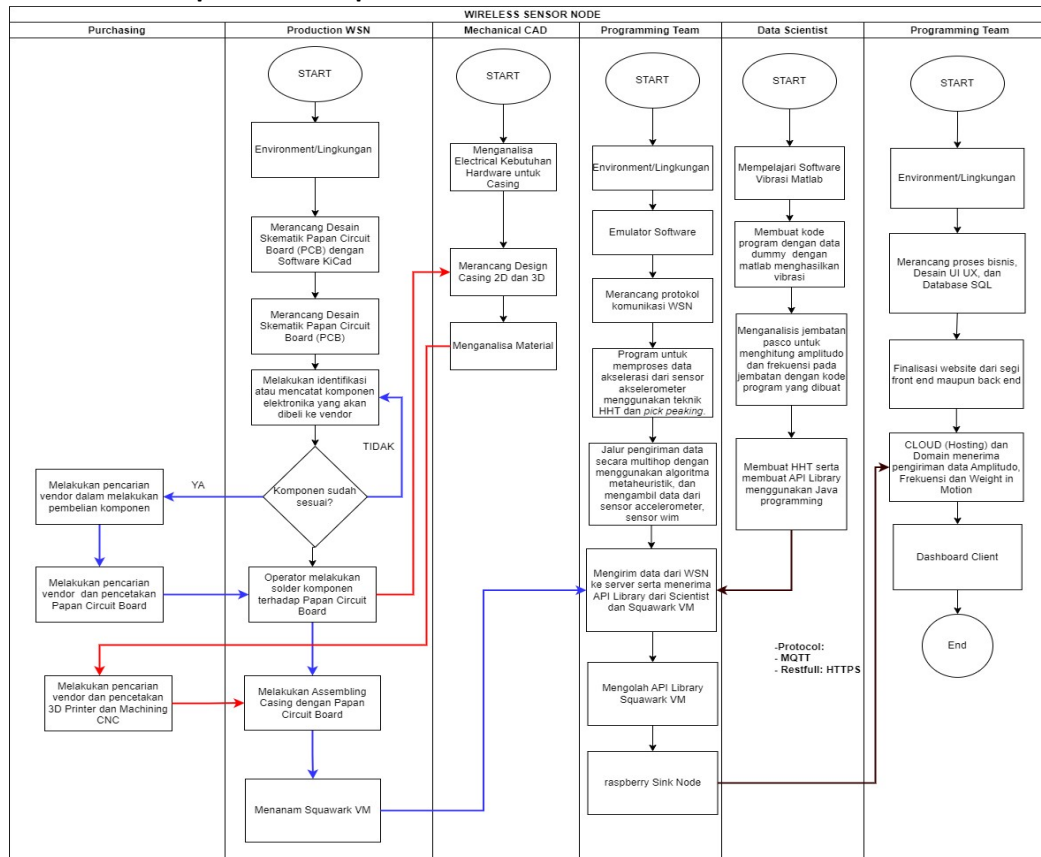 WIRELESS SENSOR NODE
Purchasing
Production WSN
Mechanical CAD
Programming Team
Data Scientist
Programming Team
Melakukan pencarian
vendor dalam melakukan
pembelian komponen
Melakukan pencarian
vendor dan pencetakan
Papan Circuit Board
Melakukan pencarian
vendor dan pencetakan
3D Printer dan Machining
CNC
START
Environment/Lingkungan
Merancang Desain
Skematik Papan Circuit
Board (PCB) dengan
Software KiCad
Merancang Desain
Skematik Papan Circuit
Board (PCB)
Melakukan identifikasi
atau mencatat komponen
elektronika yang akan
dibeli ke vendor
TIDAK
YA
Komponen sudah
sesuai?
Operator melakukan
solder komponen
terhadap Papan Circuit
Board
Melakukan Assembling
Casing dengan Papan
Circuit Board
Menanam Squawark VM
START
Menganalisa
Electrical Kebutuhan
Hardware untuk
Casing
Merancang Design
Casing 2D dan 3D
Menganalisa Material
START
Environment/Lingkungan
Emulator Software
Merancang protokol
komunikasi WSN
Program untuk
memproses data
akselerasi dari sensor
akselerometer
menggunakan teknik
HHT dan pick peaking.
Jalur pengiriman data
secara multihop dengan
menggunakan algoritma
metaheuristik, dan
mengambil data dari
sensor accelerometer,
sensor wim
Mengirim data dari WSN
ke server serta menerima
API Library dari Scientist
dan Squawark VM
Mengolah API Library
Squawark VM
raspberry Sink Node
START
Mempelajari Software
Vibrasi Matlab
Membuat kode
program dengan data
dummy dengan
matlab menghasilkan
vibrasi
Menganalisis jembatan
pasco untuk
menghitung amplitudo
dan frekuensi pada
jembatan dengan kode
program yang dibuat
Membuat HHT serta
membuat API Library
menggunakan Java
programming
-Protocol:
- MQTT
- Restfull: HTTPS
START
Environment/Lingkungan
Merancang proses bisnis,
Desain UI UX, dan
Database SQL
Finalisasi website dari segi
front end maupun back end
CLOUD (Hosting) dan
Domain menerima
pengiriman data Amplitudo,
Frekuensi dan Weight in
Motion
Dashboard Client
End